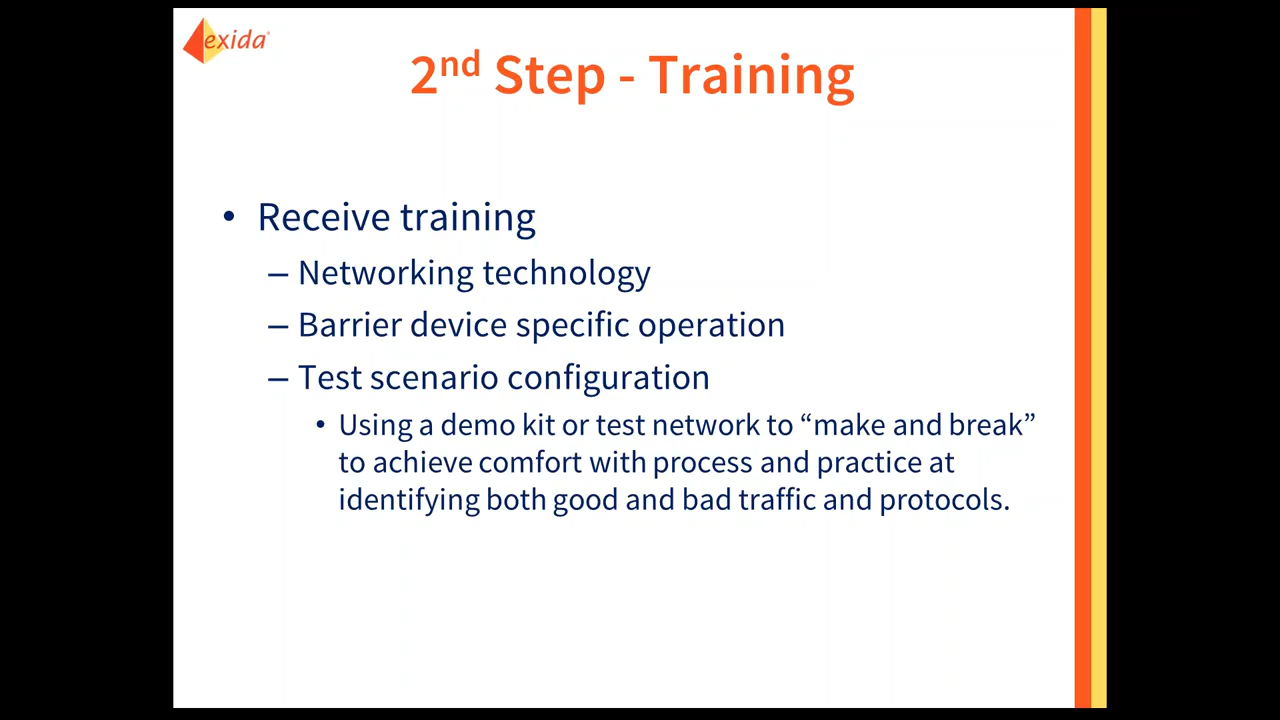 exida®
2nd Step - Training
• Receive training
– Networking technology
– Barrier device specific operation
– Test scenario configuration
• Using a demo kit or test network to “make and break”
to achieve comfort with process and practice at
identifying both good and bad traffic and protocols.